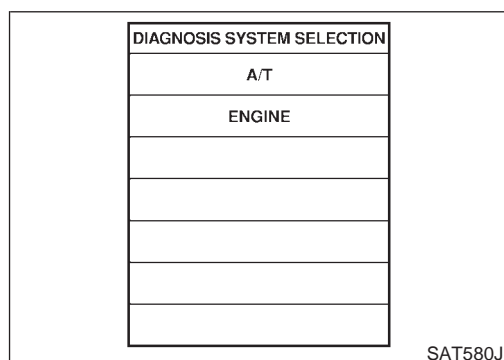 DIAGNOSIS SYSTEM SELECTION
A/T
ENGINE
SAT580J